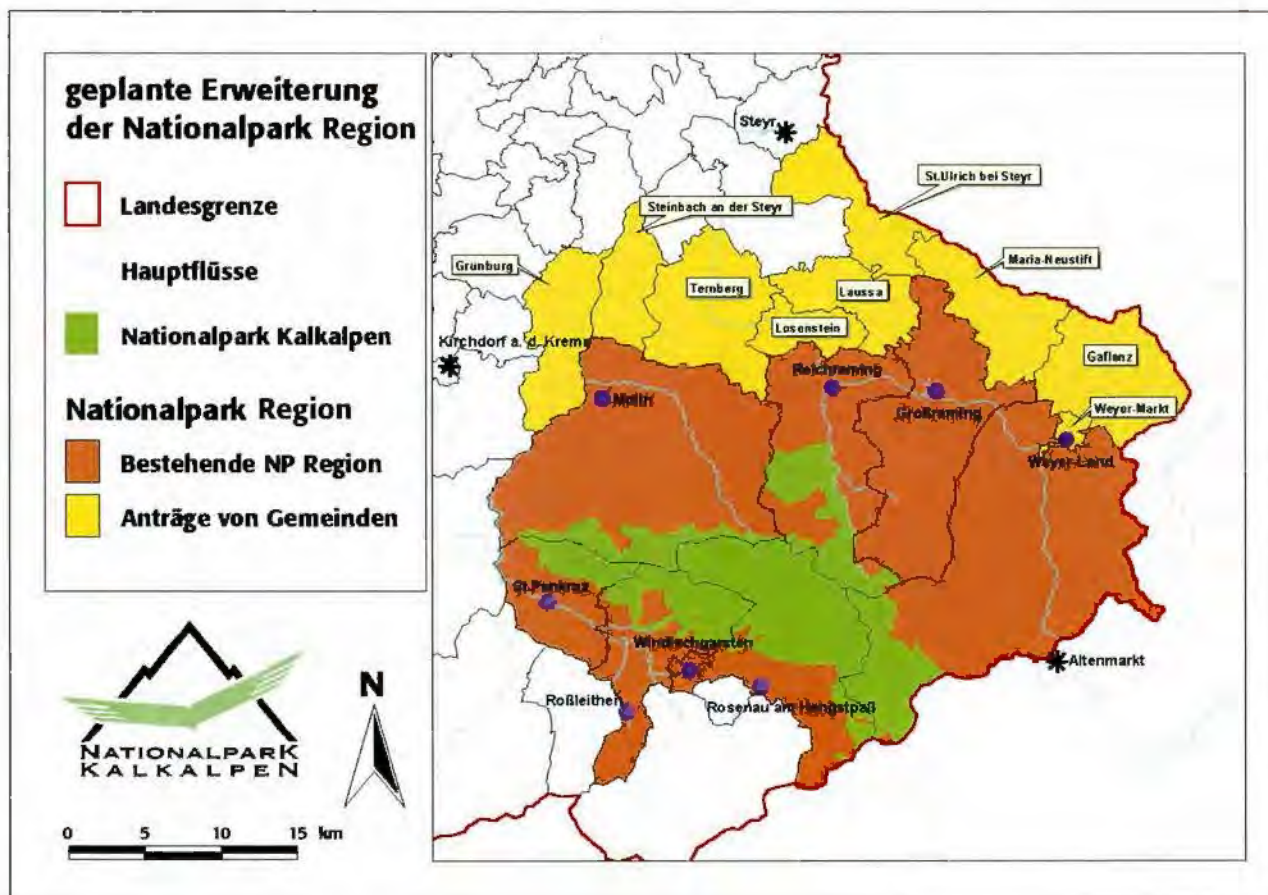 geplante Erweiterung
der Nationalpark Region
Landesgrenze
Hauptflüsse
Nationalpark Kalkalpen
Nationalpark Region
Bestehende NP Region
Anträge von Gemeinden
NATIONALPARK
KALKALPEN
N
0 5 10 15 km
Steyr
St.Ulrich bei Steyr
Steinbach an der Steyr
Maria-Neustift
Grünburg
Ternberg
Laussa
Losenstein
Kirchdorf a. d. Krems
Gaflenz
Reichraming
Molln
Großraming
Weyer-Markt
Weyer-Land
St.Pankraz
Windischgarsten
Altenmarkt
Roßleithen
Rosenau am Hengstpaß